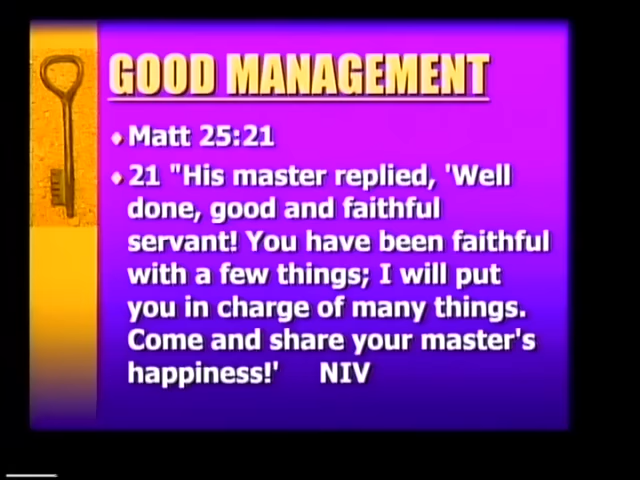 GOOD MANAGEMENT
Matt 25:21
21 "His master replied, 'Well
done, good and faithful
servant! You have been faithful
with a few things; I will put
you in charge of many things.
Come and share your master's
happiness!' NIV